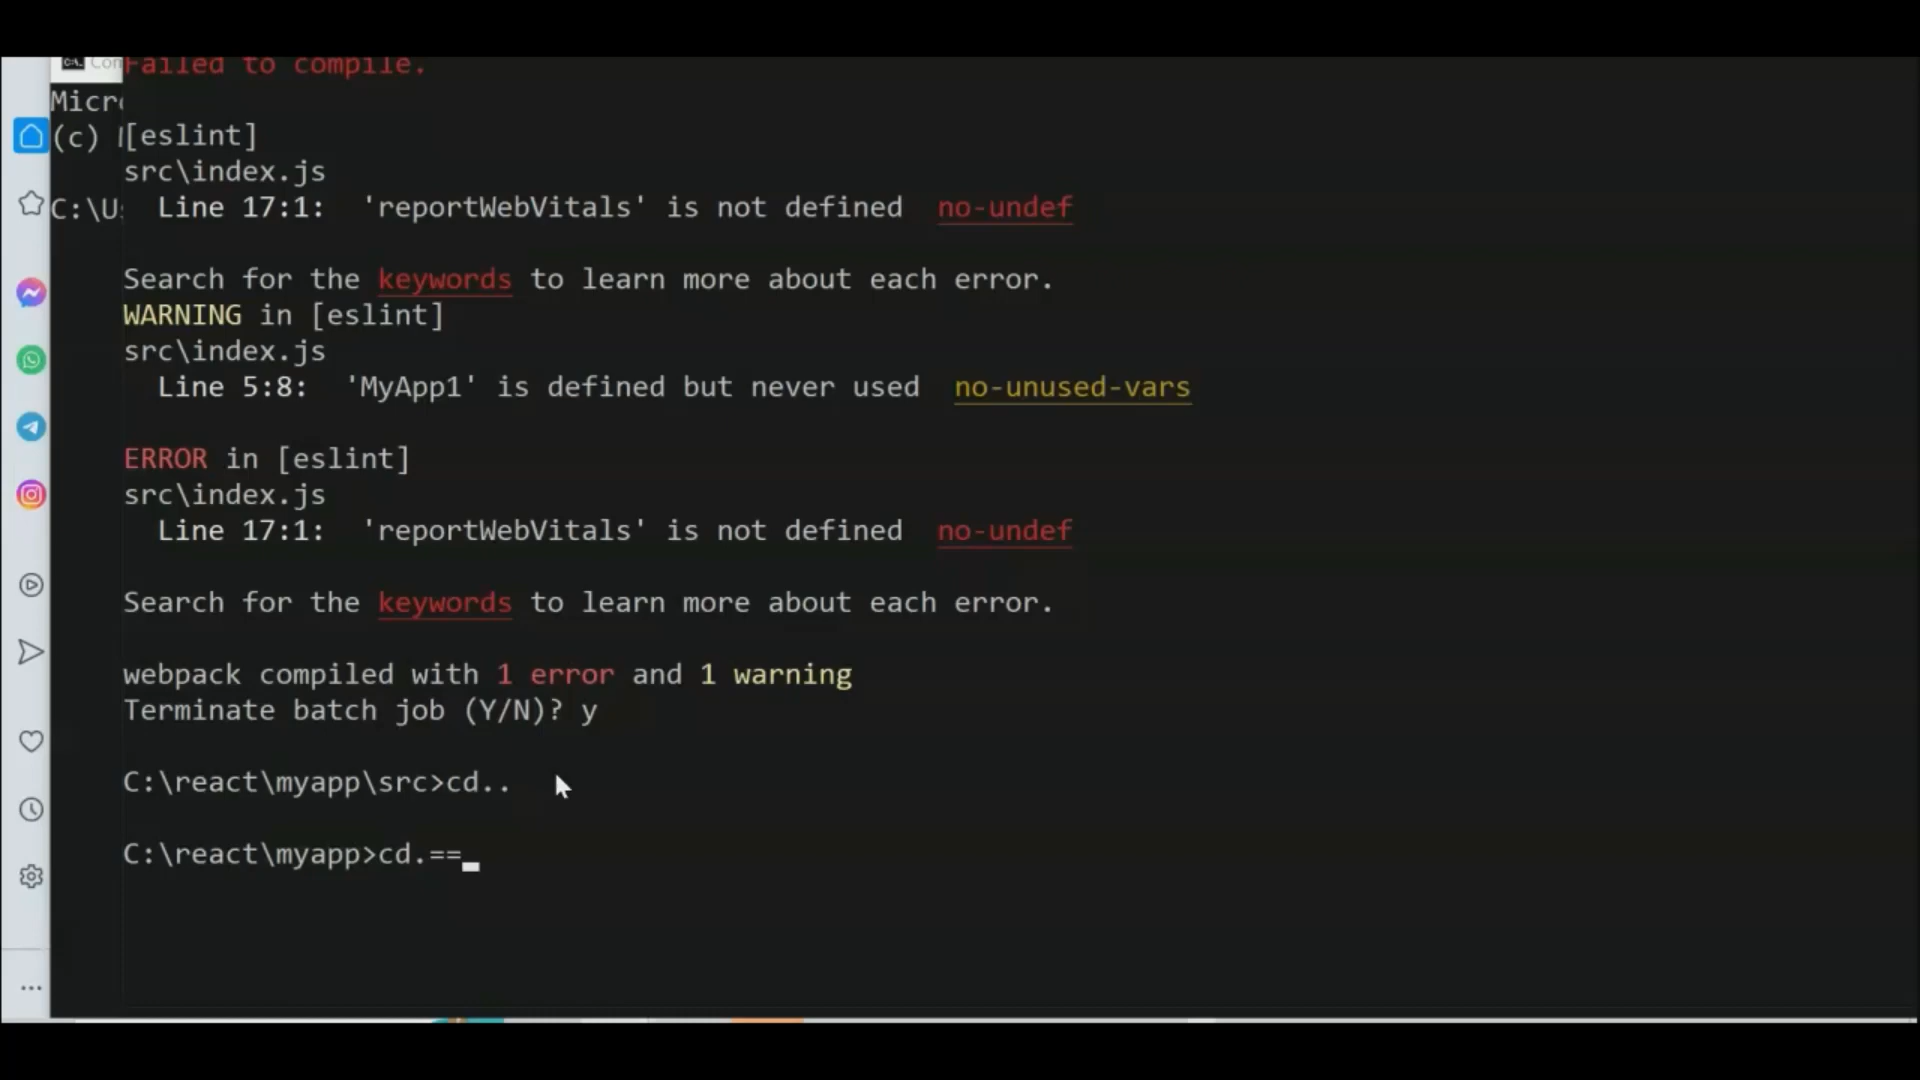 Failed to compile.
Micr
(c)
[eslint]
src\index.js
C:\U
Line 17:1:  'reportWebVitals' is not defined  no-undef
Search for the keywords to learn more about each error.
WARNING in [eslint]
src\index.js
Line 5:8:  'MyApp1' is defined but never used  no-unused-vars
ERROR in [eslint]
src\index.js
Line 17:1:  'reportWebVitals' is not defined  no-undef
Search for the keywords to learn more about each error.
webpack compiled with 1 error and 1 warning
Terminate batch job (Y/N)? y
C:\react\myapp\src>cd..
C:\react\myapp>cd.==_